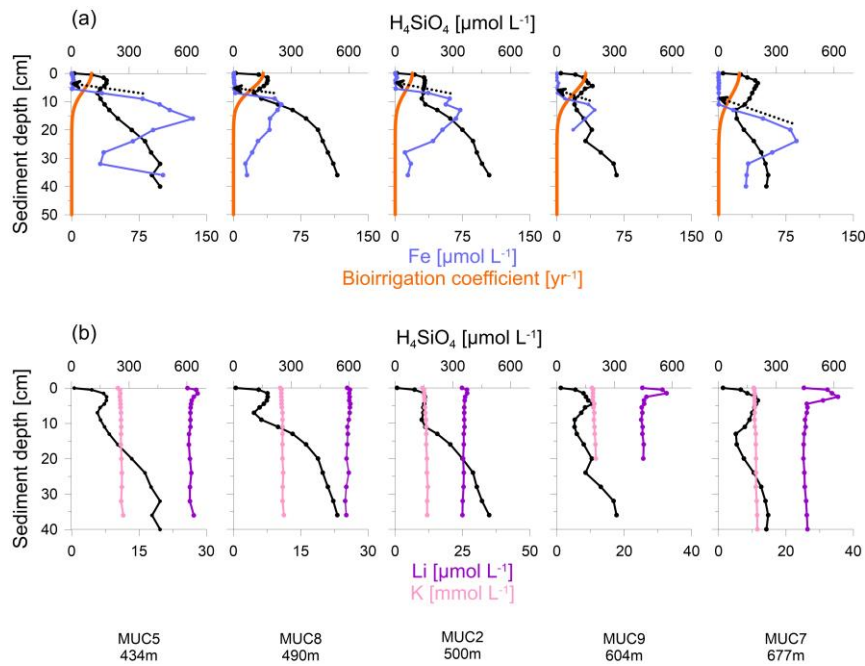 (a)
H₄SiO₄ [µmol L⁻¹]
0 300 600 0 300 600 0 300 600 0 300 600 0 300 600
Sediment depth [cm]
0
10
20
30
40
50
0 75 150 0 75 150 0 75 150 0 75 150 0 75 150
Fe [µmol L⁻¹]
Bioirrigation coefficient [yr⁻¹]
(b)
H₄SiO₄ [µmol L⁻¹]
0 300 600 0 300 600 0 300 600 0 300 600 0 300 600
Sediment depth [cm]
0
10
20
30
40
0 15 30 0 15 30 0 25 50 0 20 40 0 20 40
Li [µmol L⁻¹]
K [mmol L⁻¹]
MUC5 MUC8 MUC2 MUC9 MUC7
434m 490m 500m 604m 677m